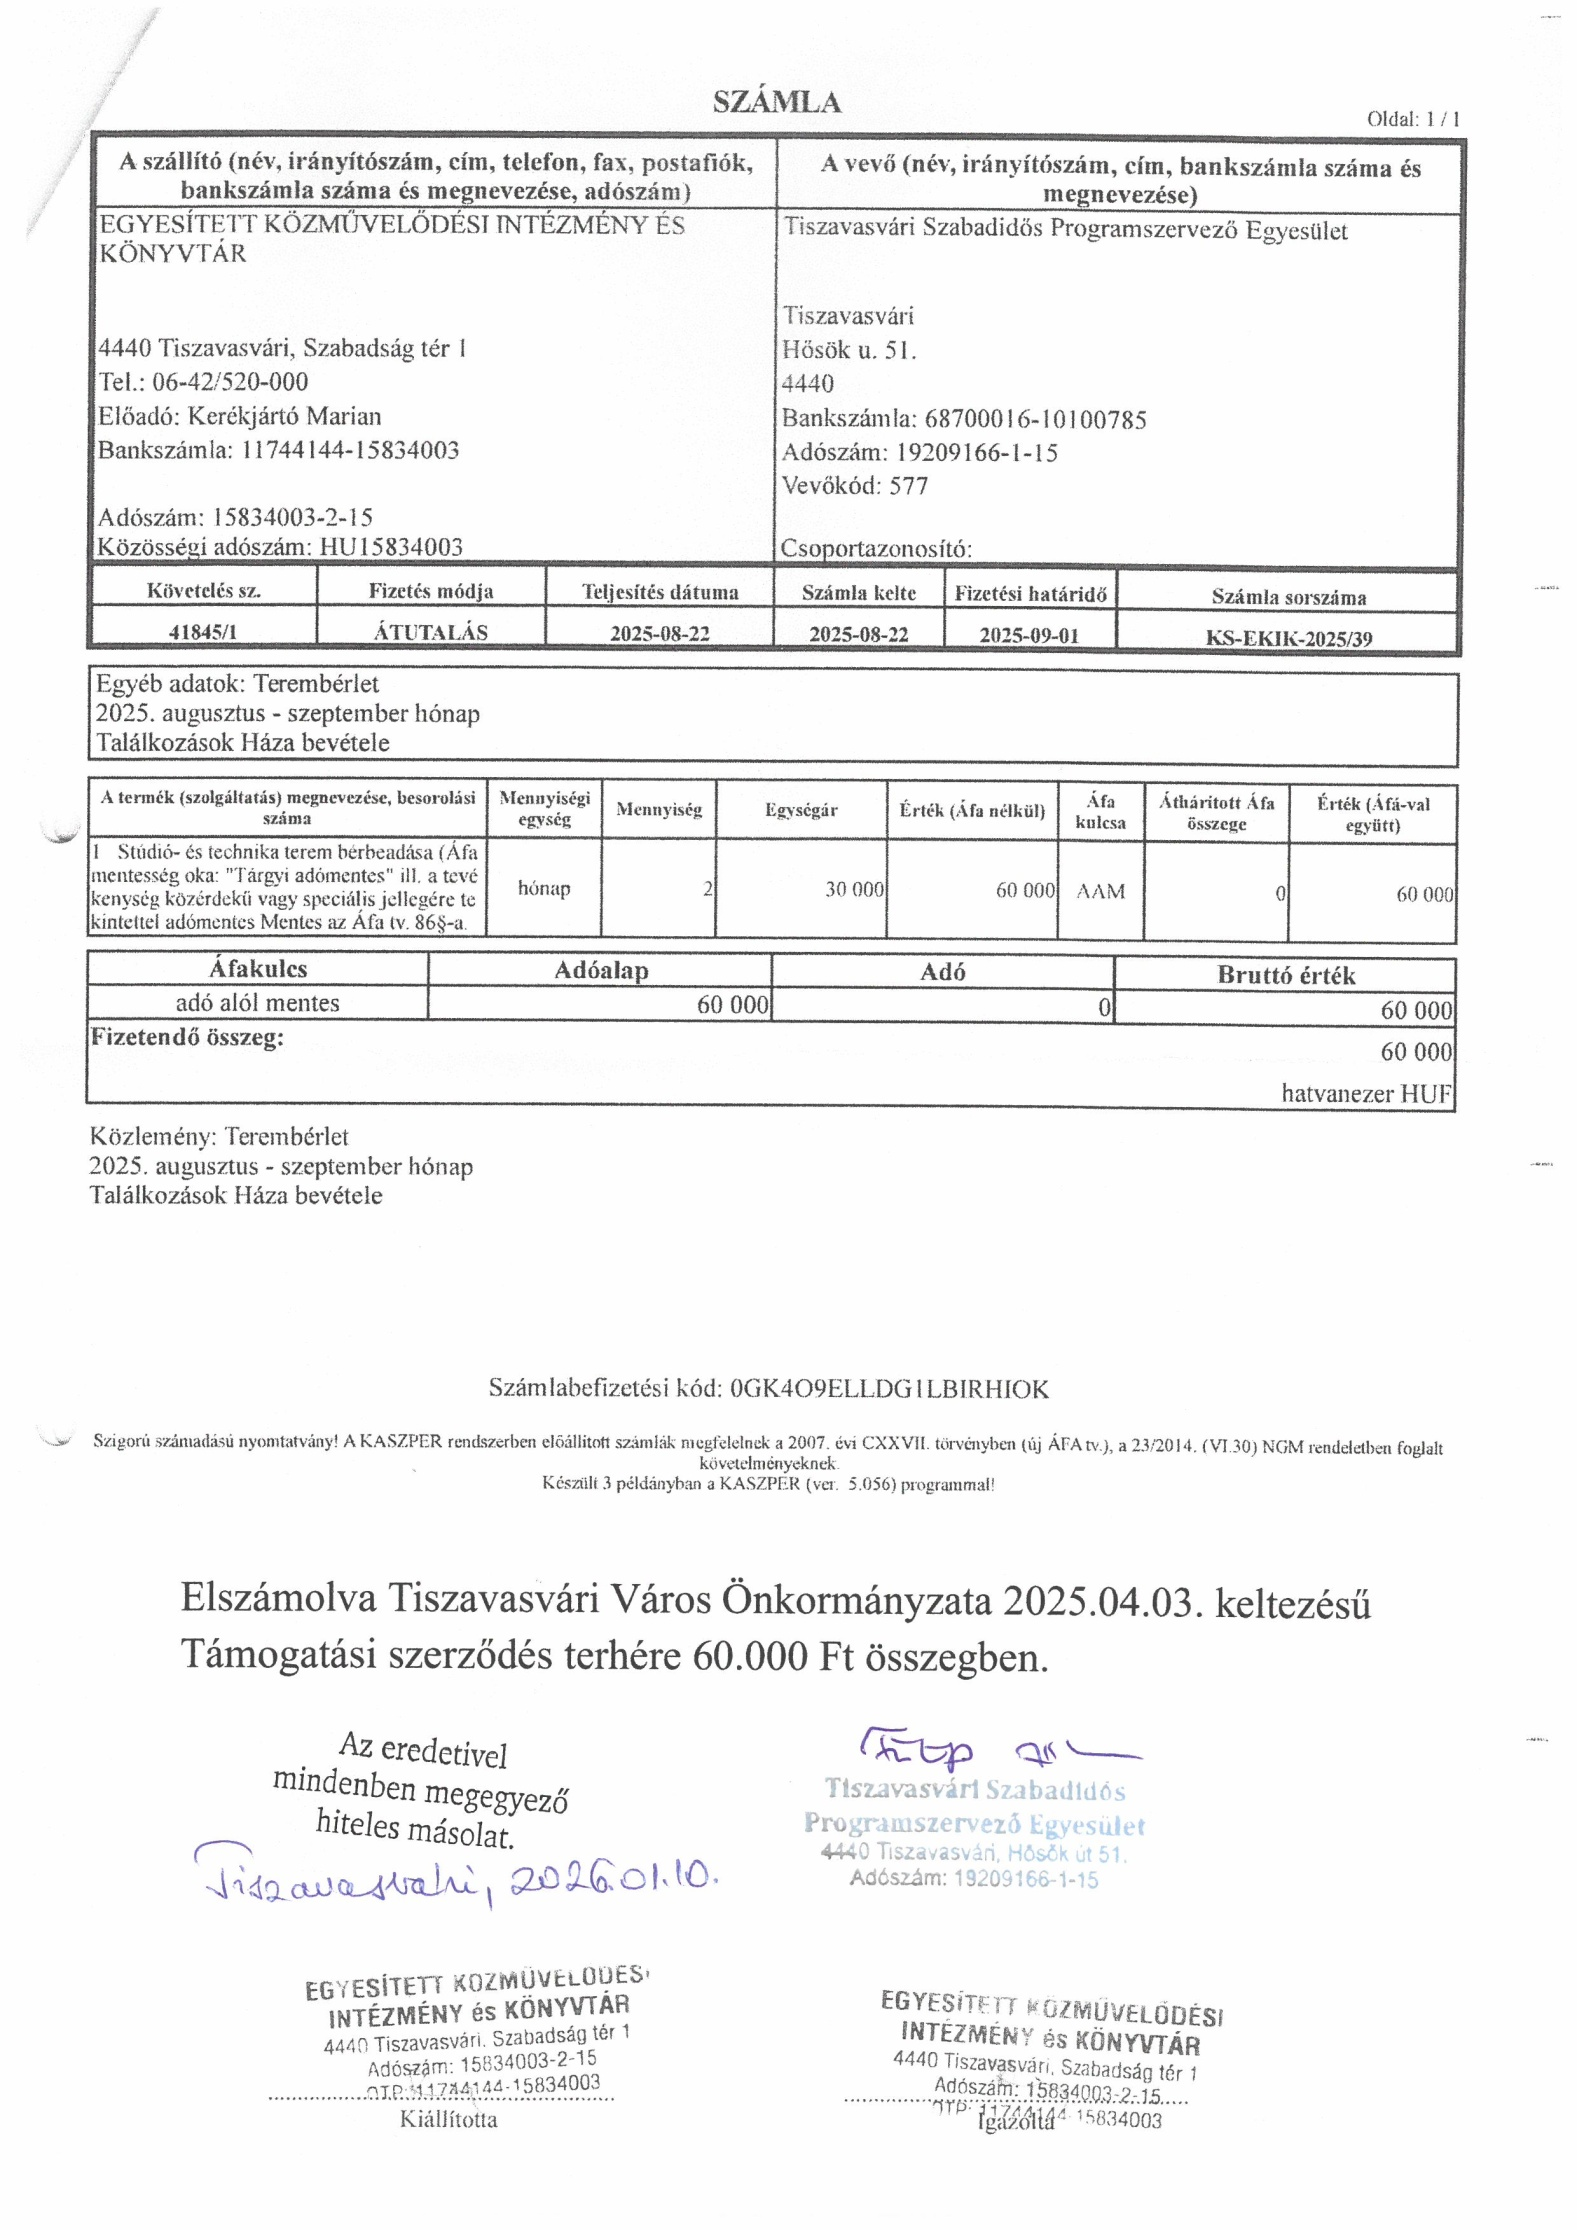 SZÁMLA
Oldal: 1 / 1
A szállító (név, irányítószám, cím, telefon, fax, postafiók,
bankszámla száma és megnevezése, adószám)
A vevő (név, irányítószám, cím, bankszámla száma és
megnevezése)
EGYESÍTETT KÖZMŰVELŐDÉSI INTÉZMÉNY ÉS
KÖNYVTÁR
4440 Tiszavasvári, Szabadság tér 1
Tel.: 06-42/520-000
Előadó: Kerékjártó Marian
Bankszámla: 11744144-15834003
Adószám: 15834003-2-15
Közösségi adószám: HU15834003
Tiszavasvári Szabadidős Programszervező Egyesület
Tiszavasvári
Hősök u. 51.
4440
Bankszámla: 68700016-10100785
Adószám: 19209166-1-15
Vevőkód: 577
Csoportazonosító:
Követelés sz. Fizetés módja Teljesítés dátuma Számla kelte Fizetési határidő Számla sorszáma
41845/1 ÁTUTALÁS 2025-08-22 2025-08-22 2025-09-01 KS-EKIK-2025/39
Egyéb adatok: Terembérlet
2025. augusztus - szeptember hónap
Találkozások Háza bevétele
A termék (szolgáltatás) megnevezése, besorolási
száma
Mennyiségi
egység
Mennyiség
Egységár
Érték (Áfa nélkül)
Áfa
kulcsa
Áthárított Áfa
összege
Érték (Áfá-val
együtt)
1 Stúdió- és technika terem bérbeadása (Áfa
mentesség oka: "Tárgyi adómentes" ill. a tevé
kenység közérdekű vagy speciális jellegére te
kintettel adómentes Mentes az Áfa tv. 86§-a.
hónap 2 30 000 60 000 AAM 0 60 000
Áfakulcs Adóalap Adó Bruttó érték
adó alól mentes 60 000 0 60 000
Fizetendő összeg:
60 000
hatvanezer HUF
Közlemény: Terembérlet
2025. augusztus - szeptember hónap
Találkozások Háza bevétele
Számlabefizetési kód: 0GK4O9ELLDG1LBIRHIOK
Szigorú számadású nyomtatvány! A KASZPER rendszerben előállított számlák megfelelnek a 2007. évi CXXVII. törvényben (új ÁFA tv.), a 23/2014. (VI.30) NGM rendeletben foglalt
követelményeknek.
Készült 3 példányban a KASZPER (ver. 5.056) programmal!
Elszámolva Tiszavasvári Város Önkormányzata 2025.04.03. keltezésű
Támogatási szerződés terhére 60.000 Ft összegben.
Az eredetivel
mindenben megegyező
hiteles másolat.
Tiszavasvári, 2026.01.10.
Tiszavasvári Szabadidős
Programszervező Egyesület
4440 Tiszavasvári, Hősök út 51.
Adószám: 19209166-1-15
EGYESÍTETT KÖZMŰVELŐDÉSI
INTÉZMÉNY és KÖNYVTÁR
4440 Tiszavasvári, Szabadság tér 1
Adószám: 15834003-2-15
OTP: 11744144-15834003
Kiállította
EGYESÍTETT KÖZMŰVELŐDÉSI
INTÉZMÉNY és KÖNYVTÁR
4440 Tiszavasvári, Szabadság tér 1
Adószám: 15834003-2-15
OTP: 11744144-15834003
Igazolta